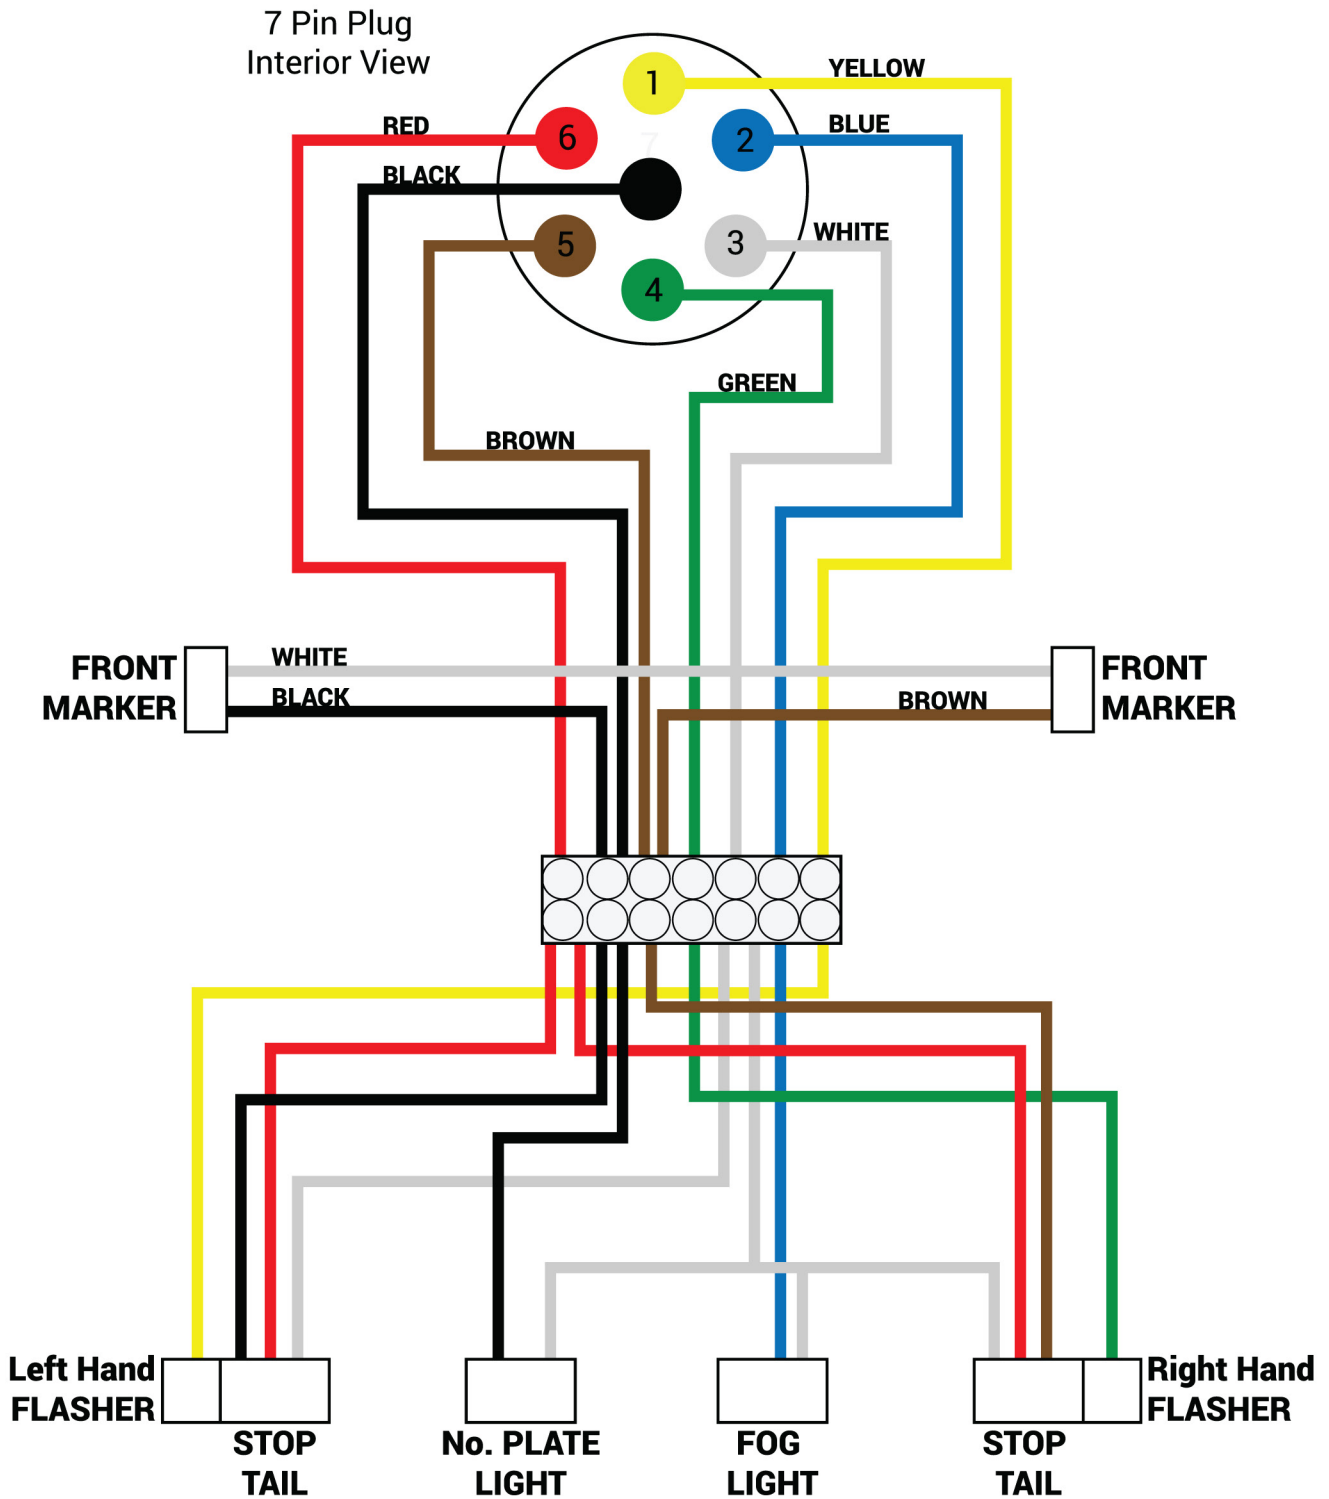 7 Pin Plug
Interior View
1
YELLOW
RED
6
7
2
BLUE
BLACK
5
3
WHITE
4
GREEN
BROWN
FRONT
MARKER
WHITE
BLACK
BROWN
FRONT
MARKER
Left Hand
FLASHER
STOP
TAIL
No. PLATE
LIGHT
FOG
LIGHT
STOP
TAIL
Right Hand
FLASHER